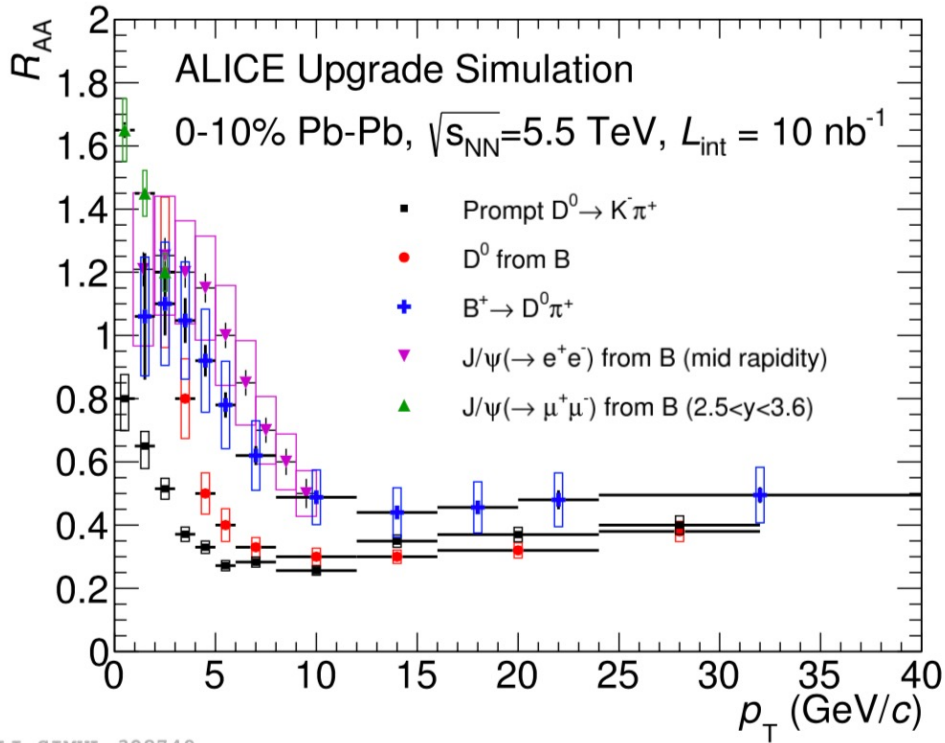 R_AA
2
1.8
1.6
1.4
1.2
1
0.8
0.6
0.4
0.2
0
ALICE Upgrade Simulation
0-10% Pb-Pb, √s_NN=5.5 TeV, L_int = 10 nb⁻¹
Prompt D⁰→ K⁻π⁺
D⁰ from B
B⁺→ D⁰π⁺
J/ψ(→ e⁺e⁻) from B (mid rapidity)
J/ψ(→ μ⁺μ⁻) from B (2.5<y<3.6)
0 5 10 15 20 25 30 35 40
p_T (GeV/c)